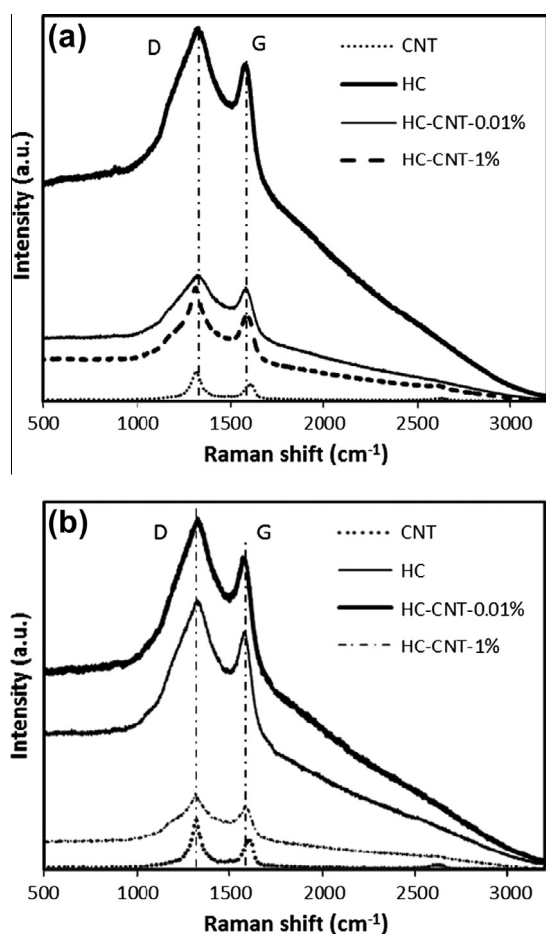 (a)
D
G
CNT
HC
HC-CNT-0.01%
HC-CNT-1%
Intensity (a.u.)
500 1000 1500 2000 2500 3000
Raman shift (cm⁻¹)
(b)
D
G
CNT
HC
HC-CNT-0.01%
HC-CNT-1%
Intensity (a.u.)
500 1000 1500 2000 2500 3000
Raman shift (cm⁻¹)